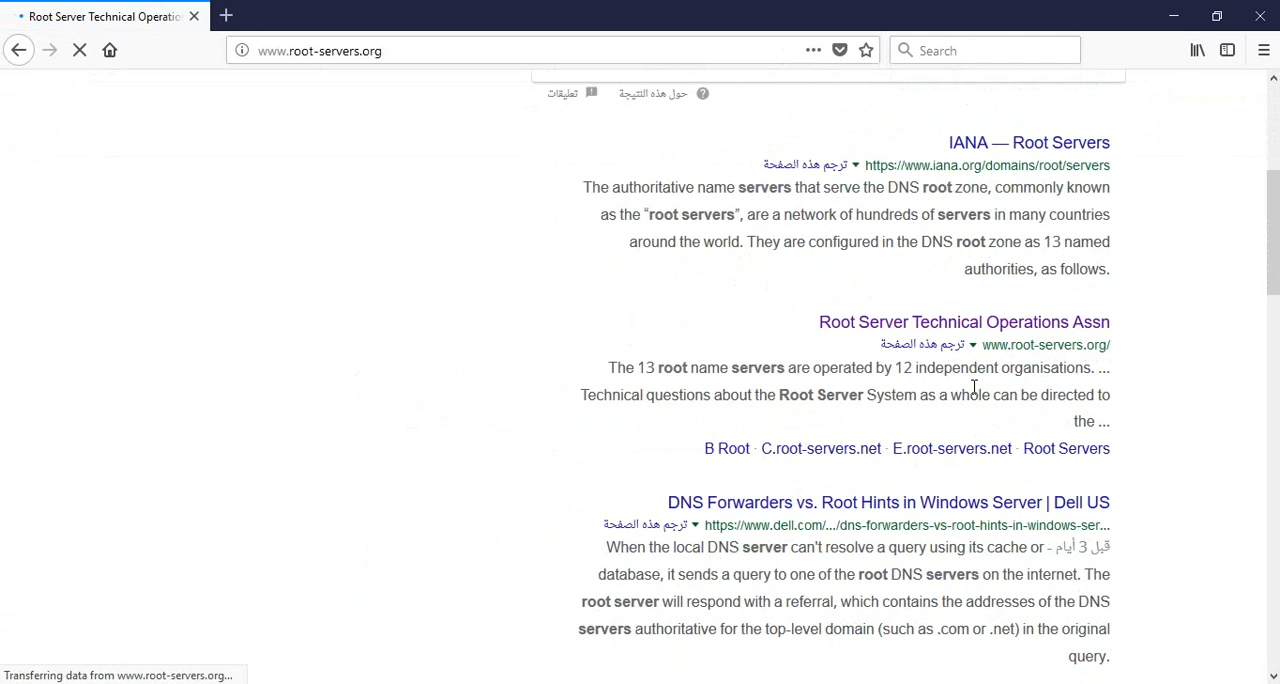 Root Server Technical Operatio
www.root-servers.org
Search
حول هذه النتيجة
تعليقات
IANA — Root Servers
https://www.iana.org/domains/root/servers ▼ ترجم هذه الصفحة
The authoritative name servers that serve the DNS root zone, commonly known
as the "root servers", are a network of hundreds of servers in many countries
around the world. They are configured in the DNS root zone as 13 named
authorities, as follows.
Root Server Technical Operations Assn
www.root-servers.org/ ▼ ترجم هذه الصفحة
The 13 root name servers are operated by 12 independent organisations. ...
Technical questions about the Root Server System as a whole can be directed to
the ...
B Root · C.root-servers.net · E.root-servers.net · Root Servers
DNS Forwarders vs. Root Hints in Windows Server | Dell US
https://www.dell.com/.../dns-forwarders-vs-root-hints-in-windows-ser... ▼ ترجم هذه الصفحة
قبل 3 أيام - When the local DNS server can't resolve a query using its cache or
database, it sends a query to one of the root DNS servers on the internet. The
root server will respond with a referral, which contains the addresses of the DNS
servers authoritative for the top-level domain (such as .com or .net) in the original
query.
Transferring data from www.root-servers.org...